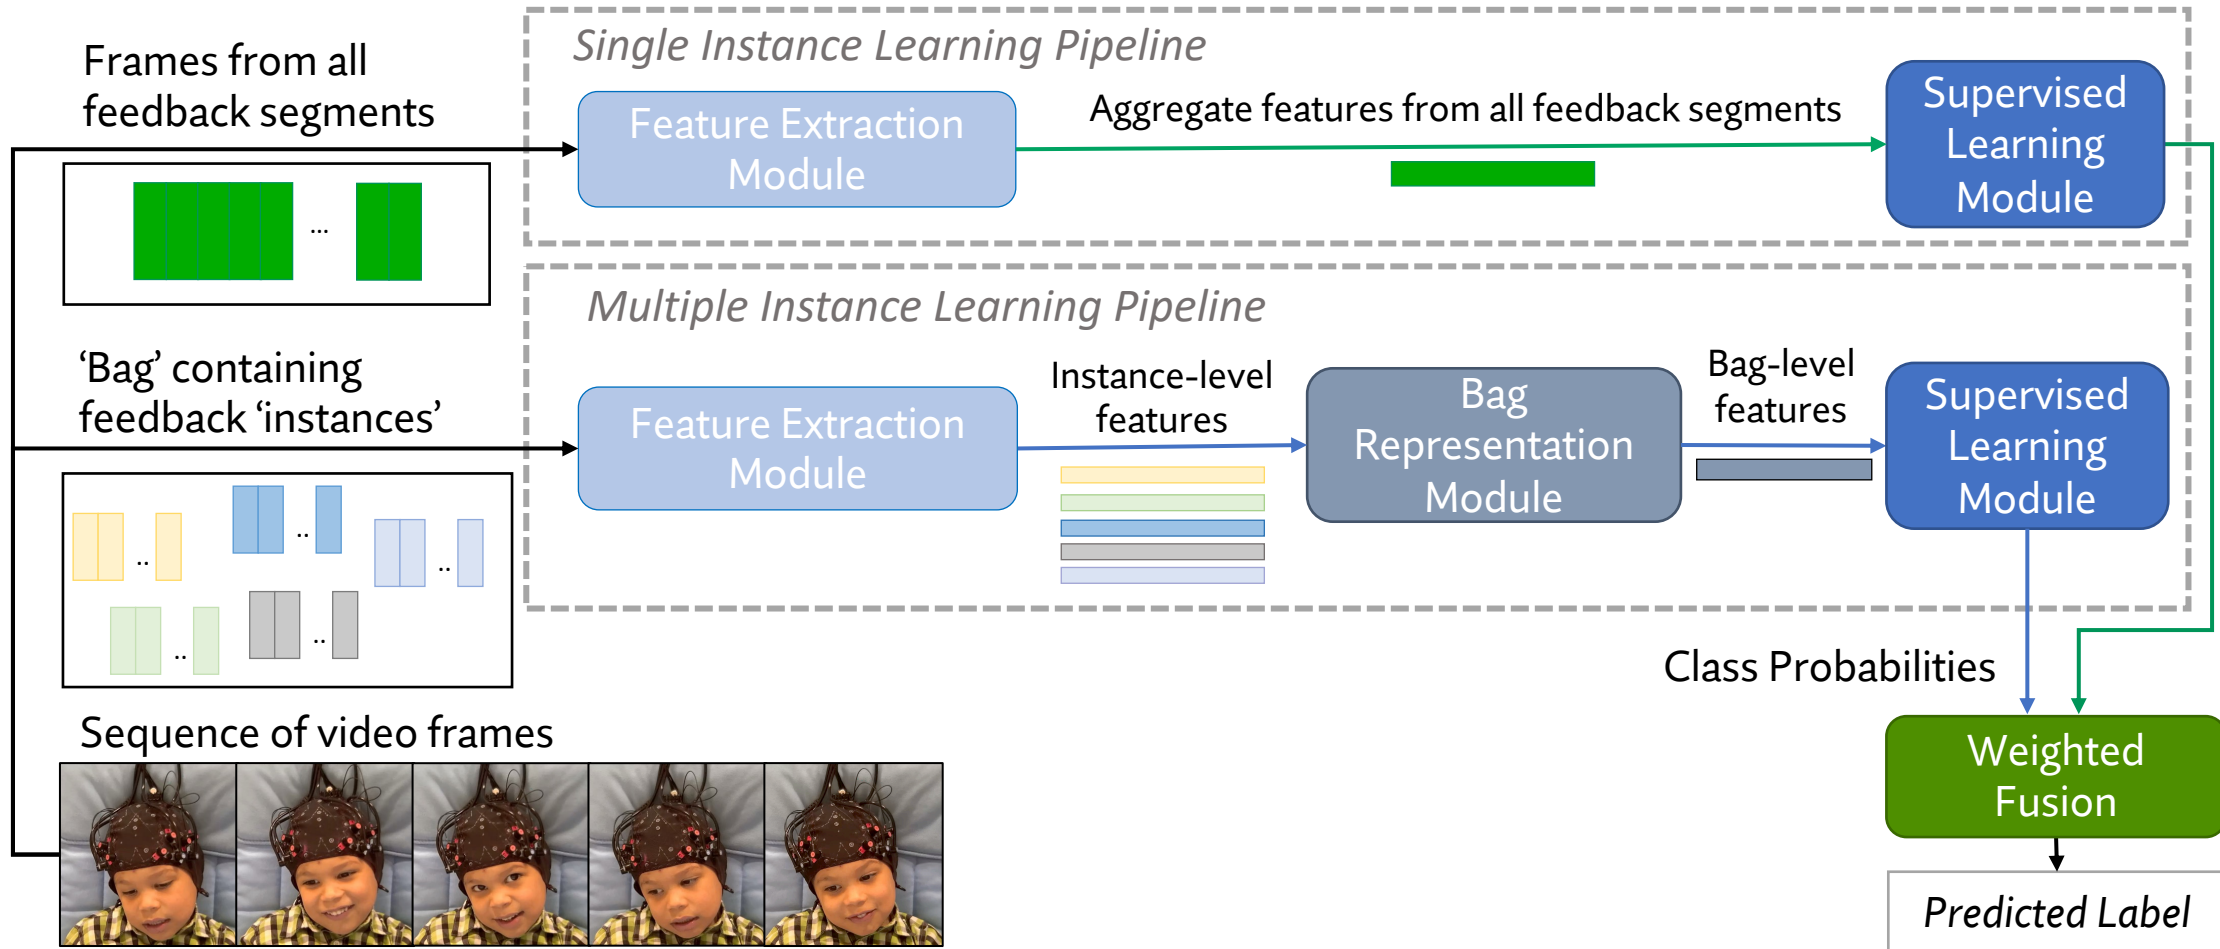 Frames from all
feedback segments
...
Single Instance Learning Pipeline
Feature Extraction
Module
Aggregate features from all feedback segments
Supervised
Learning
Module
Multiple Instance Learning Pipeline
‘Bag’ containing
feedback ‘instances’
..
..
..
..
..
Feature Extraction
Module
Instance-level
features
Bag
Representation
Module
Bag-level
features
Supervised
Learning
Module
Class Probabilities
Sequence of video frames
Weighted
Fusion
Predicted Label